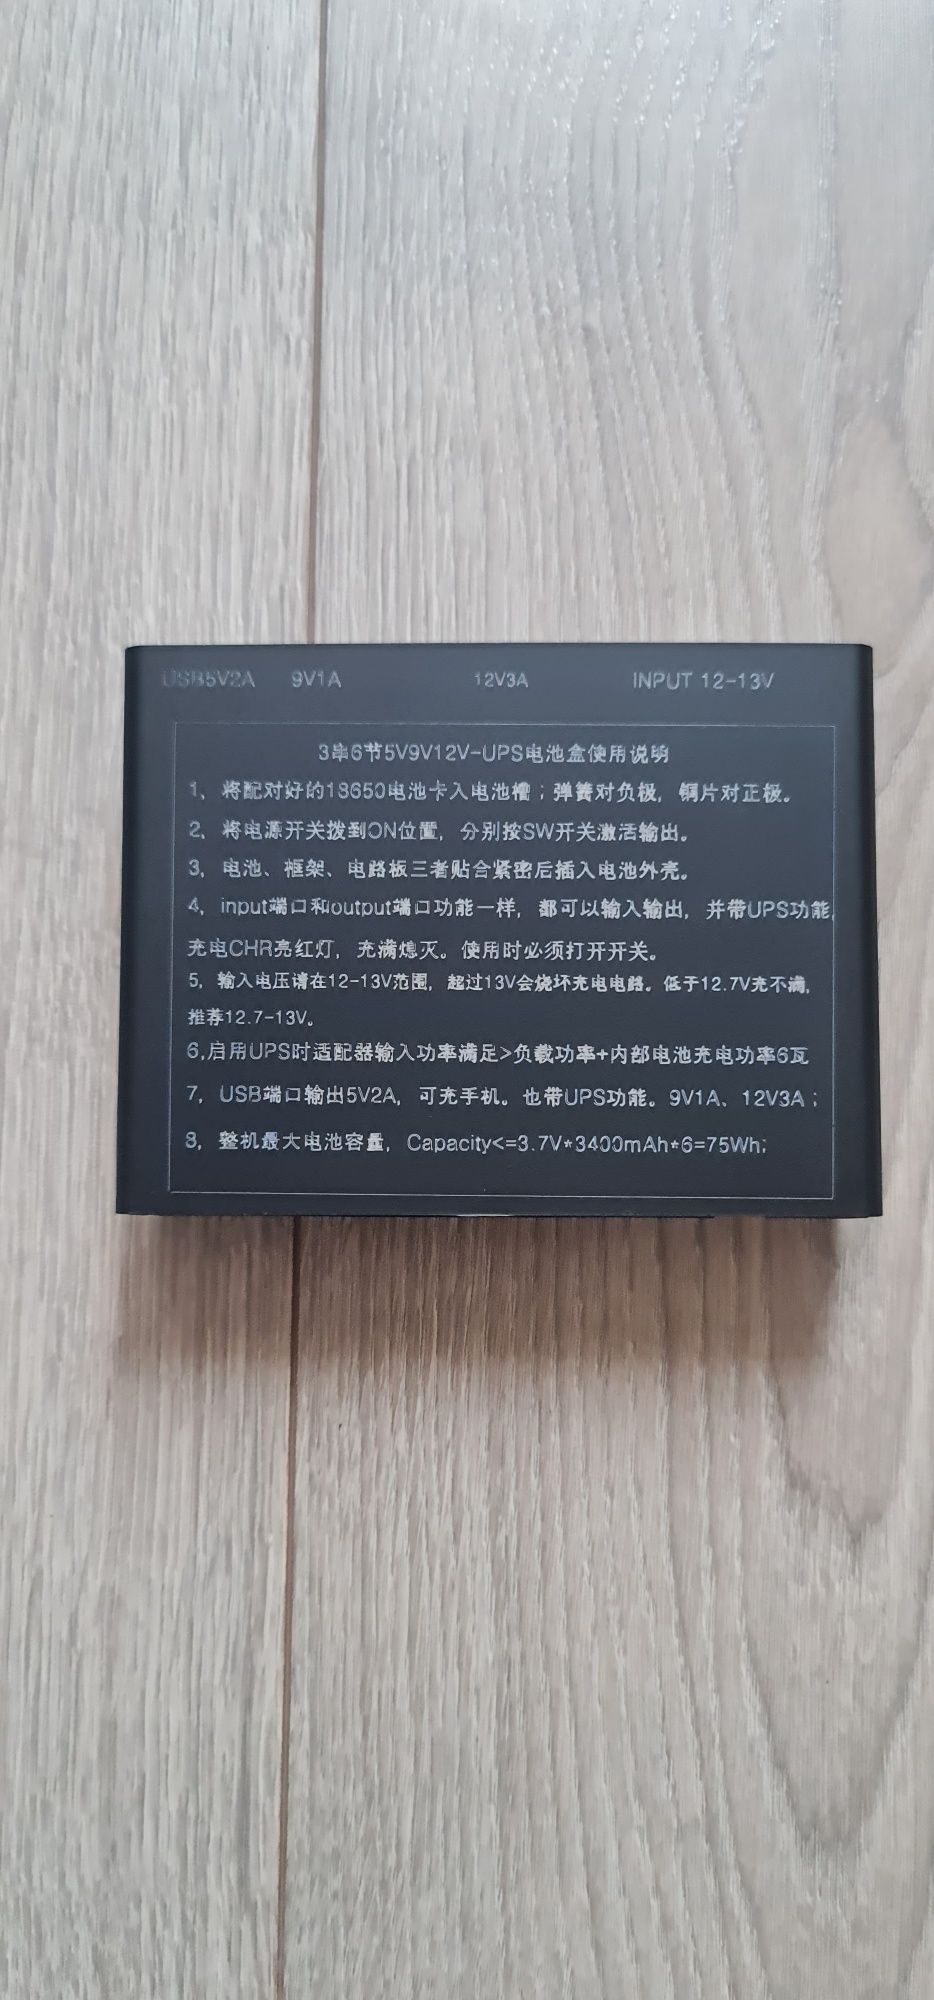 USB5V2A 9V1A 12V3A INPUT 12-13V
3串6节5V9V12V-UPS电池盒使用说明
1、将配对好的18650电池卡入电池槽；弹簧对负极，铜片对正极。
2、将电源开关拨到ON位置，分别按SW开关激活输出。
3、电池、框架、电路板三者贴合紧密后插入电池外壳。
4、input端口和output端口功能一样，都可以输入输出，并带UPS功能，
充电CHR亮红灯，充满熄灭。使用时必须打开开关。
5、输入电压请在12-13V范围，超过13V会烧坏充电电路。低于12.7V充不满，
推荐12.7-13V。
6,启用UPS时适配器输入功率满足>负载功率+内部电池充电功率6瓦
7、USB端口输出5V2A，可充手机。也带UPS功能。9V1A、12V3A；
8、整机最大电池容量，Capacity<=3.7V*3400mAh*6=75Wh;